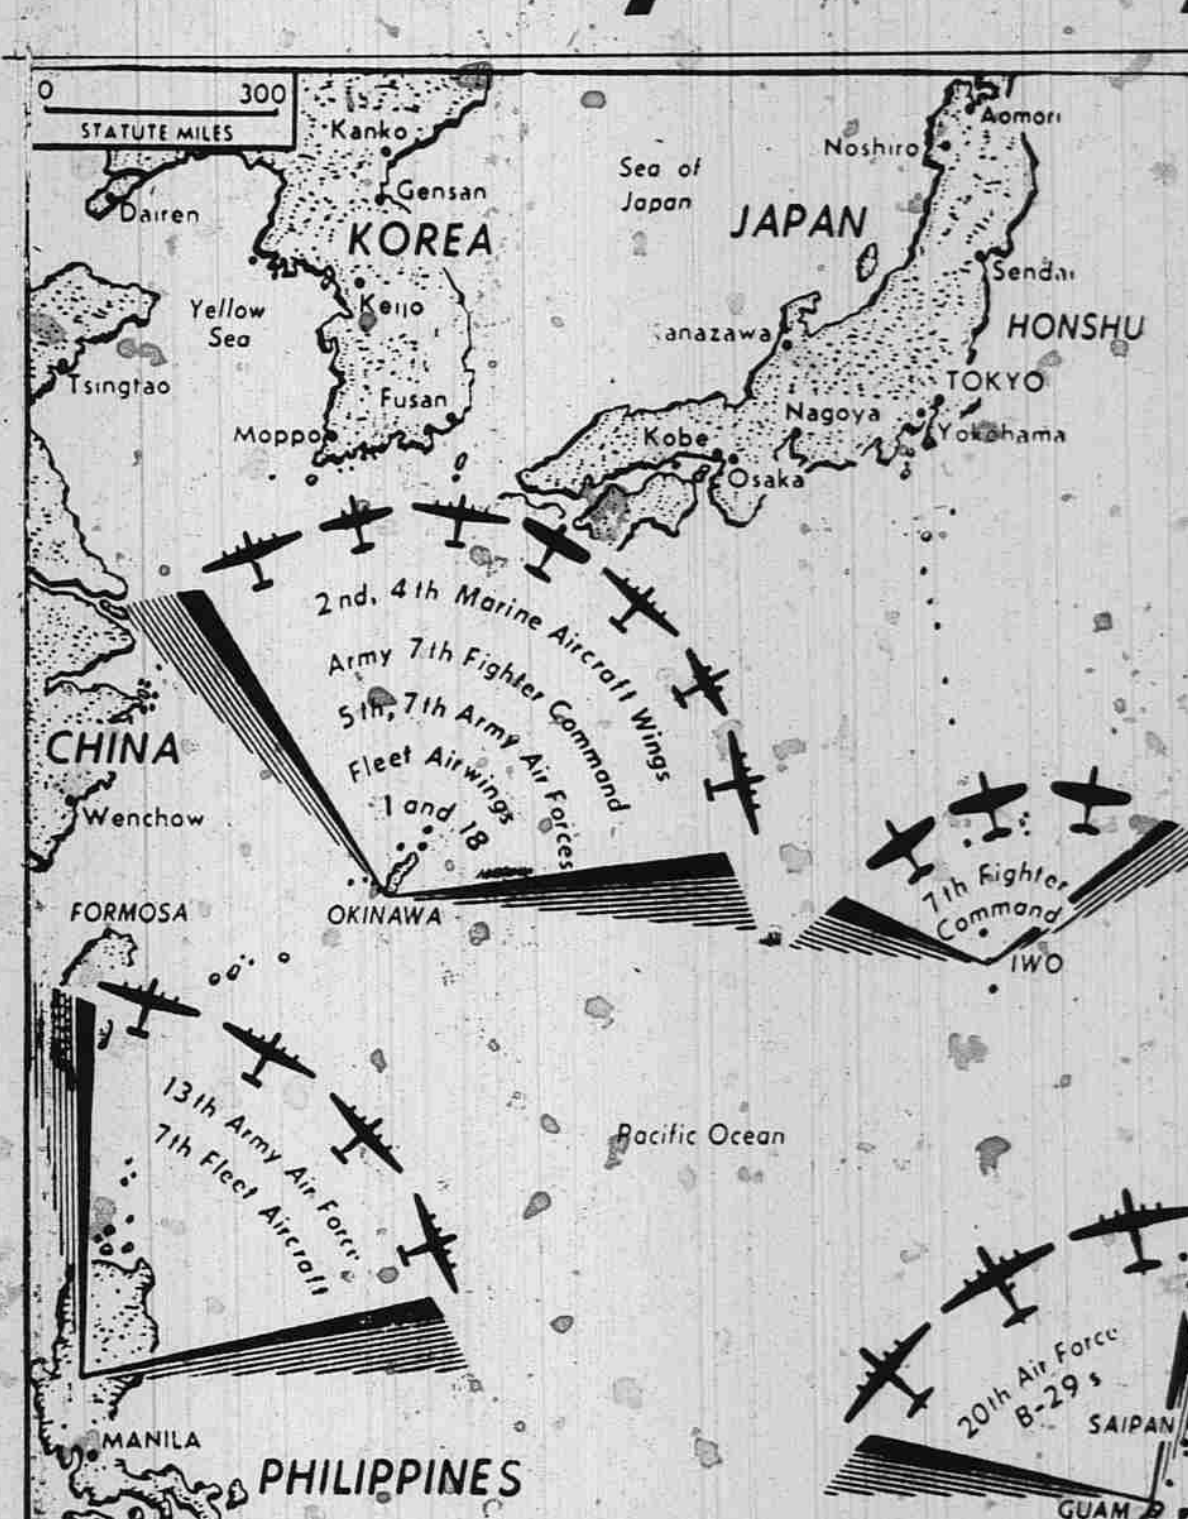 0 300
STATUTE MILES
Kanko
Gensan
Dairen
KOREA
Keijo
Yellow
Sea
Tsingtao
Fusan
Moppo
Sea of
Japan
JAPAN
Aomori
Noshiro
Sendai
HONSHU
anazawa
TOKYO
Nagoya
Yokohama
Kobe
Osaka
2nd, 4th Marine Aircraft Wings
Army 7th Fighter Command
5th, 7th Army Air Forces
Fleet Airwings
1 and 18
CHINA
Wenchow
OKINAWA
FORMOSA
7th Fighter
Command
IWO
13th Army Air Force
7th Fleet Aircraft
Pacific Ocean
20th Air Force
B-29s
SAIPAN
GUAM
MANILA
PHILIPPINES